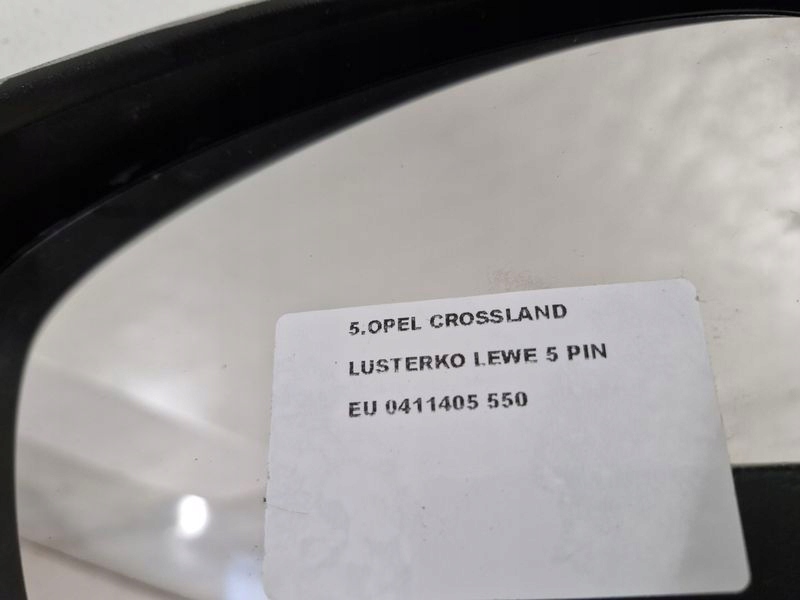 5.OPEL CROSSLAND
LUSTERKO LEWE 5 PIN
EU 0411405 550